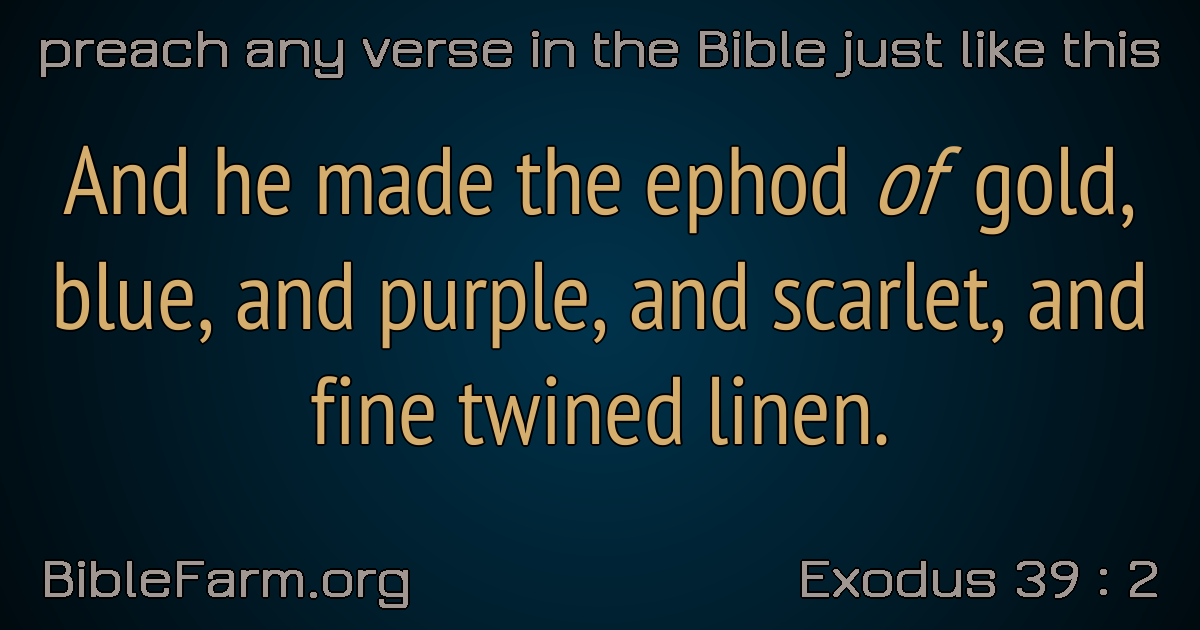 preach any verse in the Bible just like this
And he made the ephod of gold,
blue, and purple, and scarlet, and
fine twined linen.
BibleFarm.org
Exodus 39 : 2